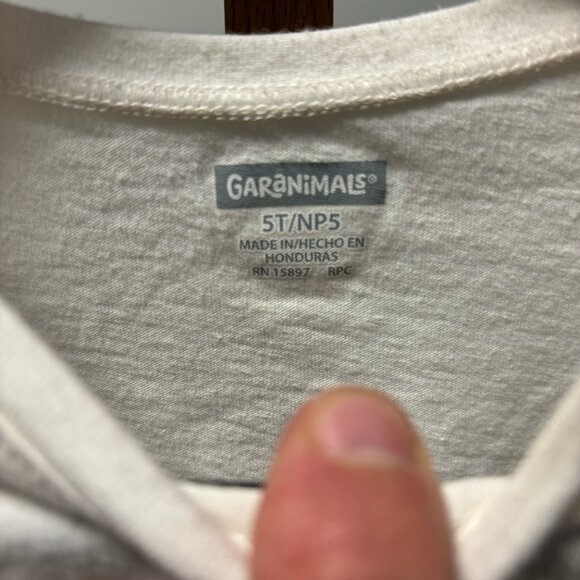 GARANIMALS®
5T/NP5
MADE IN/HECHO EN
HONDURAS
RN 15897 RPC